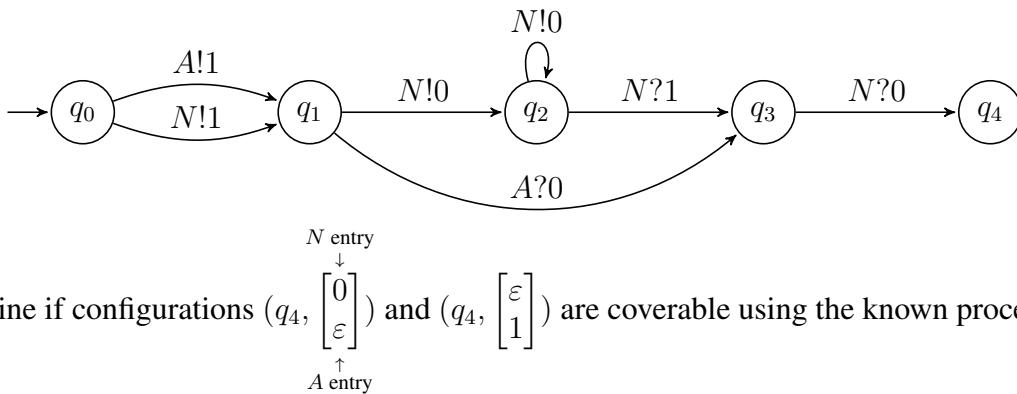 N!0
A!1 N!0 N?1 N?0
q₀ q₁ q₂ q₃ q₄
N!1
A?0
N entry
↓
ine if configurations (q₄, [0 ε]) and (q₄, [ε 1]) are coverable using the known proce
↑
A entry